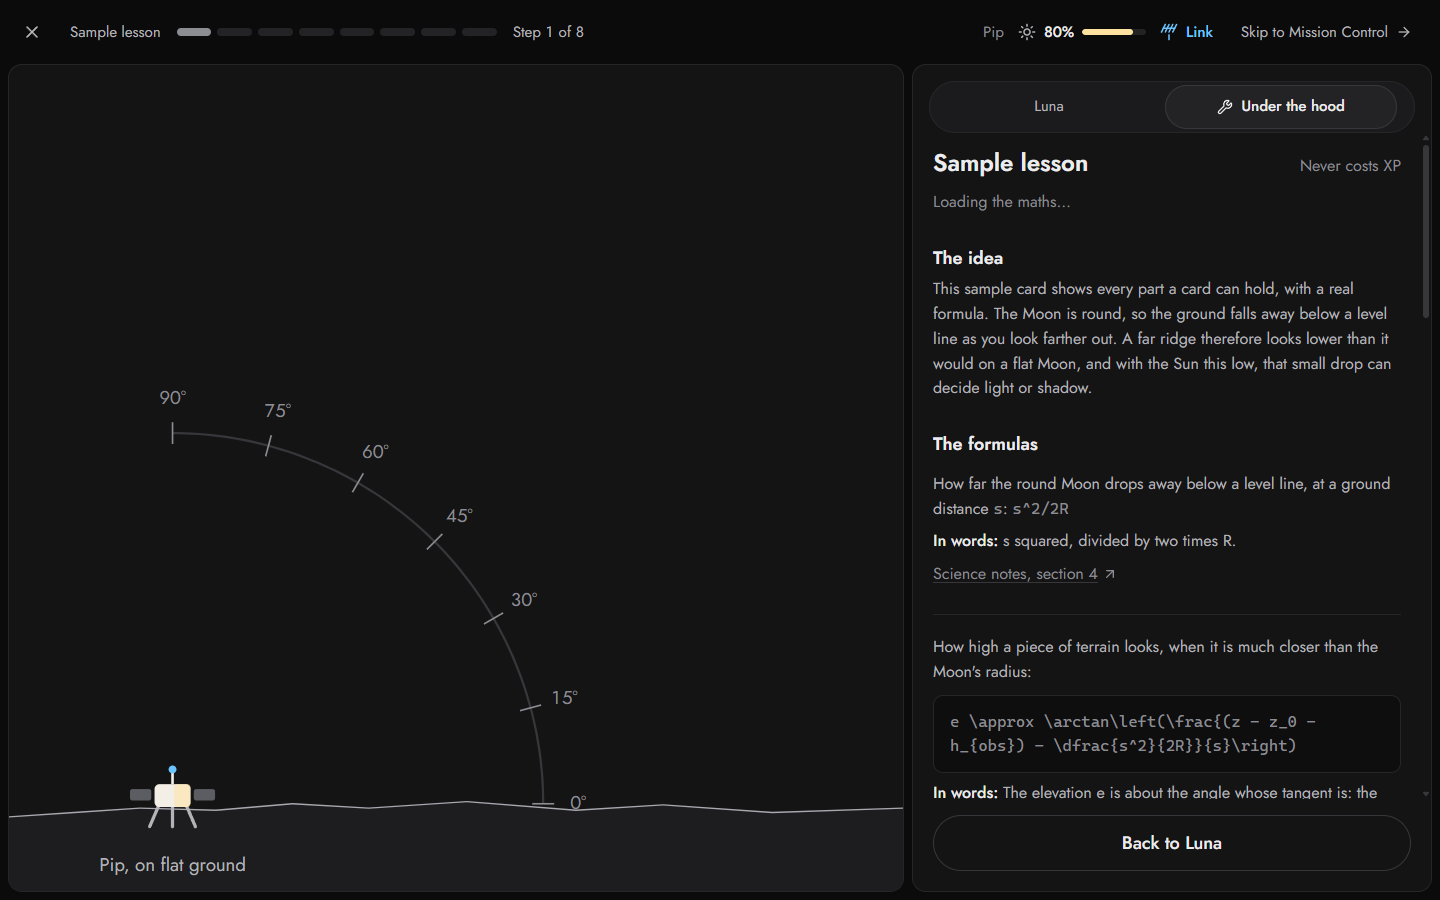 Sample lesson
Step 1 of 8
Pip
80%
Link
Skip to Mission Control
Luna
Under the hood
Sample lesson
Never costs XP
Loading the maths...
The idea
This sample card shows every part a card can hold, with a real
formula. The Moon is round, so the ground falls away below a level
line as you look farther out. A far ridge therefore looks lower than it
would on a flat Moon, and with the Sun this low, that small drop can
decide light or shadow.
The formulas
How far the round Moon drops away below a level line, at a ground
distance s: s^2/2R
In words: s squared, divided by two times R.
Science notes, section 4
How high a piece of terrain looks, when it is much closer than the
Moon's radius:
e \approx \arctan\left(\frac{(z − z_0 −
h_{obs}) − \dfrac{s^2}{2R}}{s}\right)
In words: The elevation e is about the angle whose tangent is: the
Back to Luna
90°
75°
60°
45°
30°
15°
0°
Pip, on flat ground